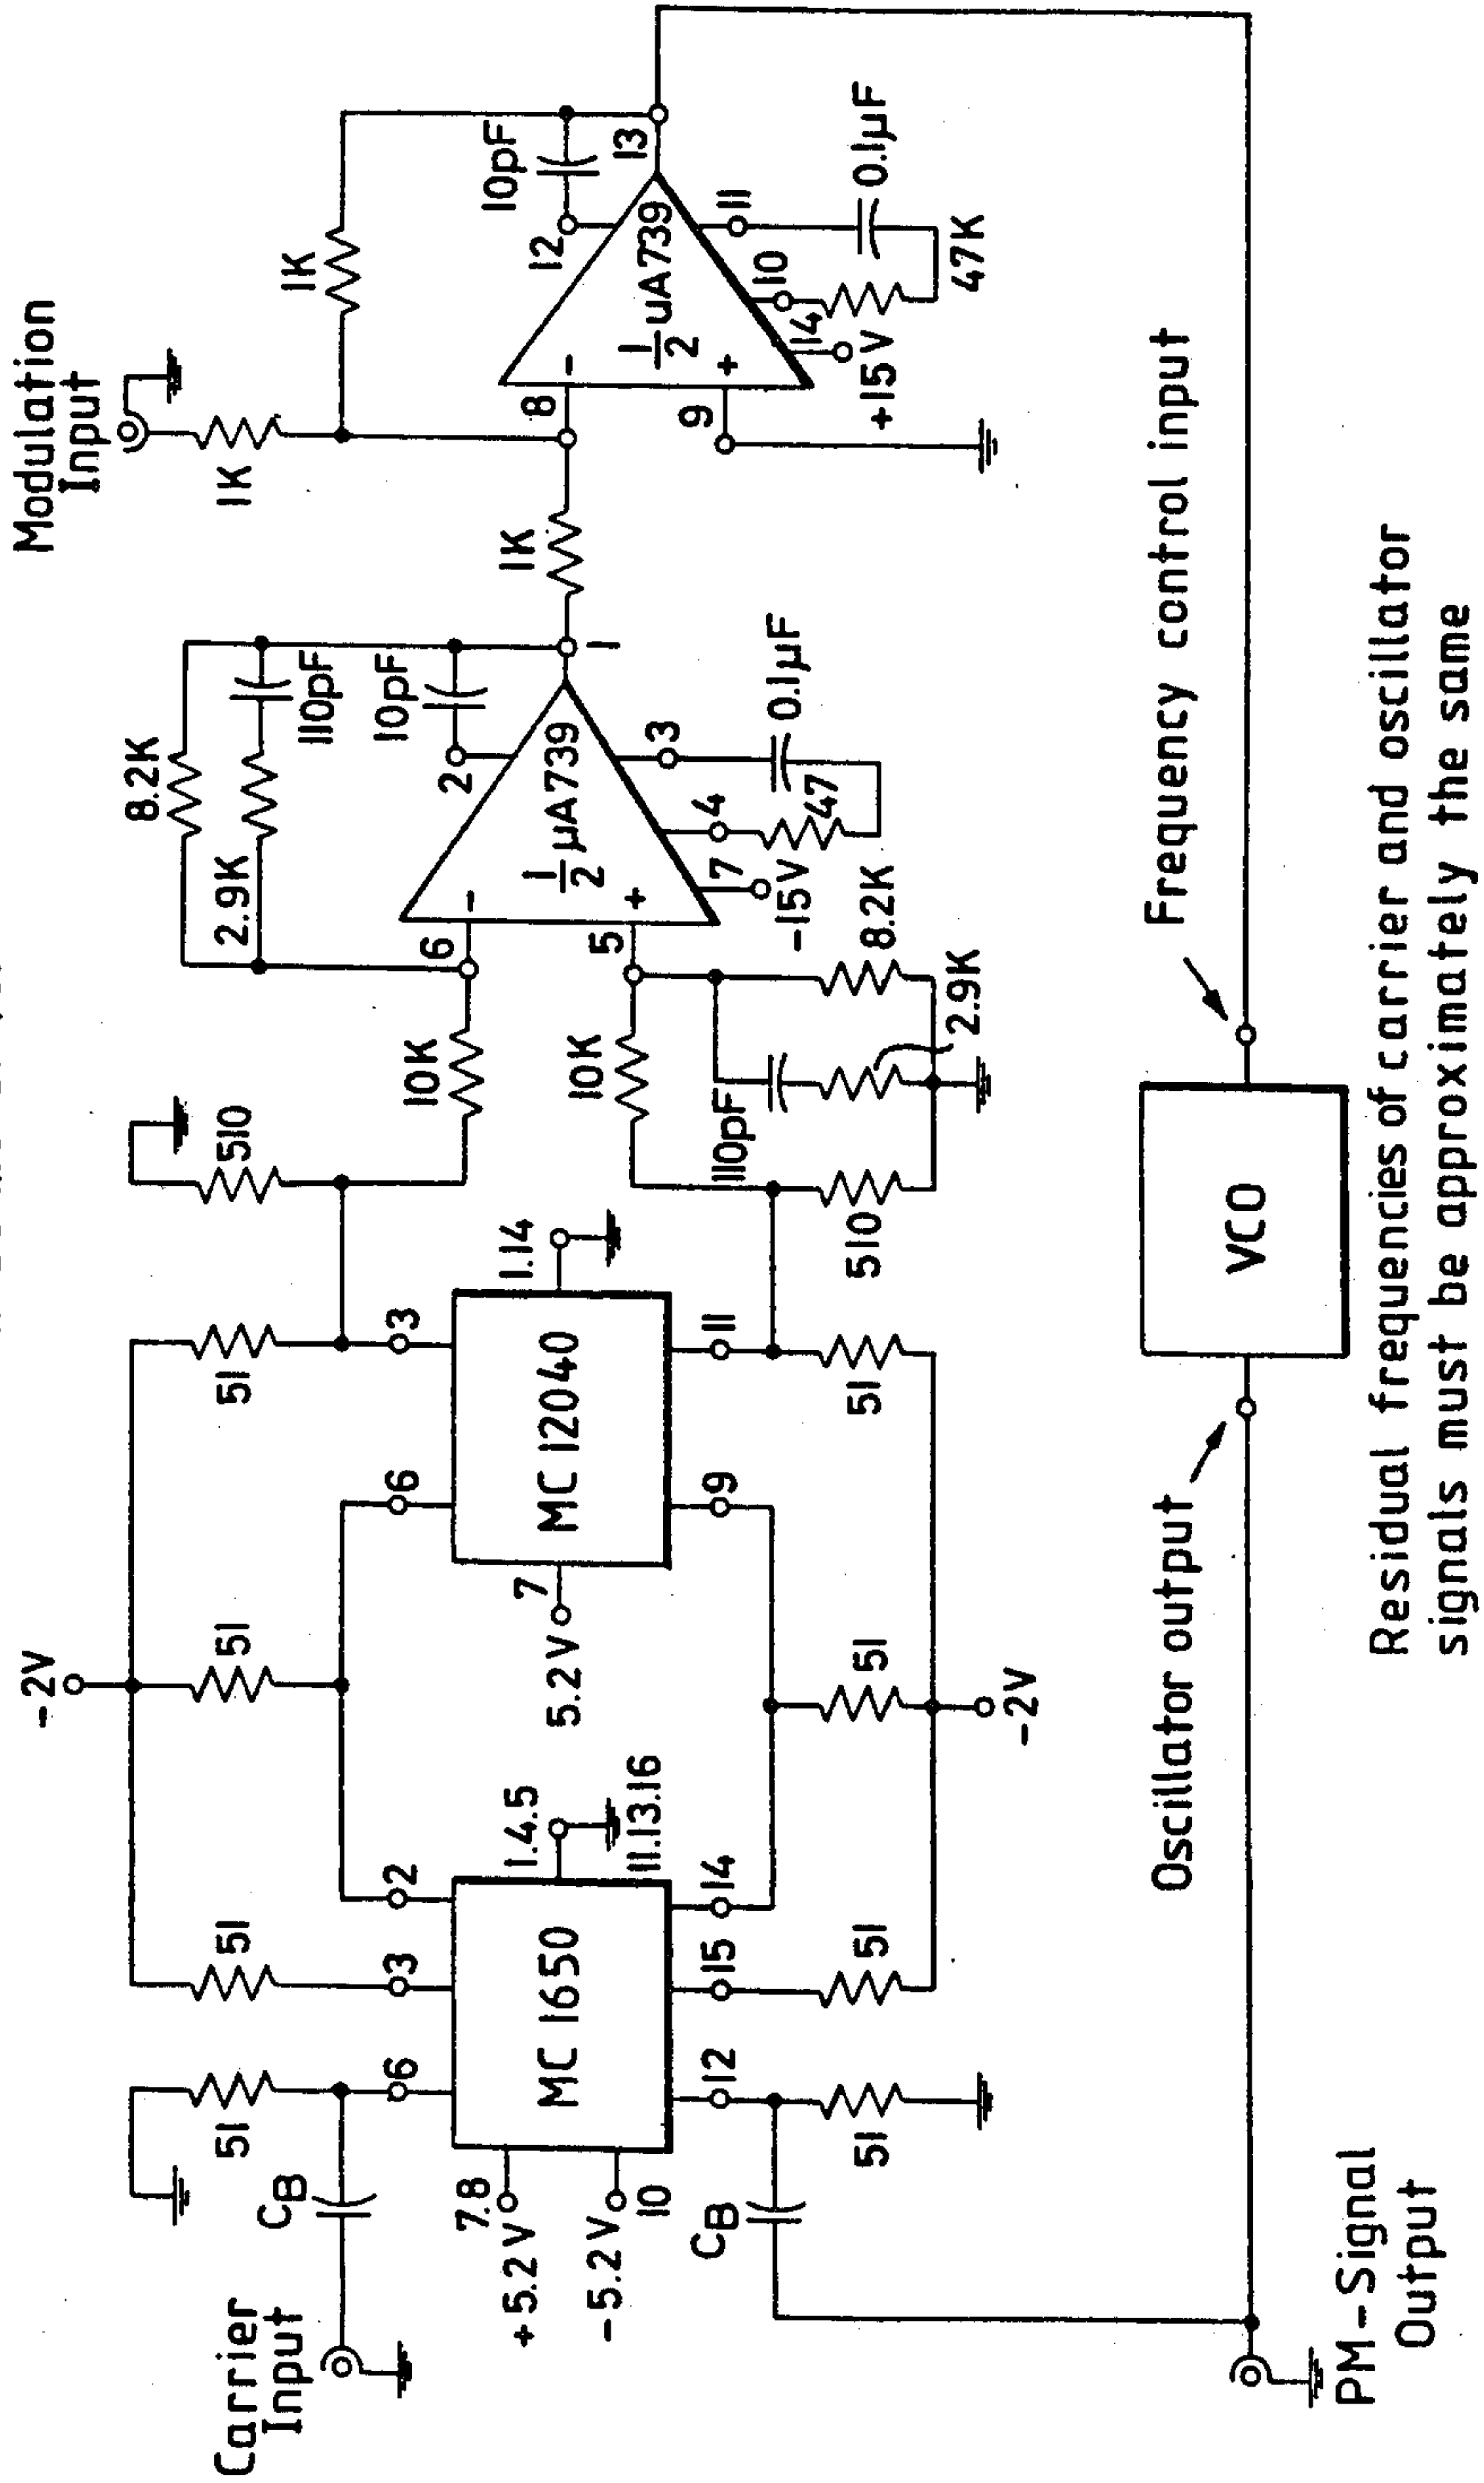 Modulation
Input
1K
1K
10pF
12
13
8
-
1/2 uA739
+
9
14
+15V
10
11
0.1µF
47K
1K
8.2K
2.9K
110pF
10pF
2
1
6
-
1/2 µA739
+
5
7
-15V
4
3
47
0.1µF
10K
10K
8.2K
110pF
2.9K
510
510
-2V
51
51
51
51
3
6
MC 12040
1.14
7
5.2V
9
11
51
51
51
-2V
Carrier
Input
CB
6
3
2
MC 1650
1.4.5
11.13.16
7.8
+5.2V
-5.2V
10
12
15
14
CB
51
PM-Signal
Output
Oscillator output
VCO
Frequency control input
Residual frequencies of carrier and oscillator
signals must be approximately the same